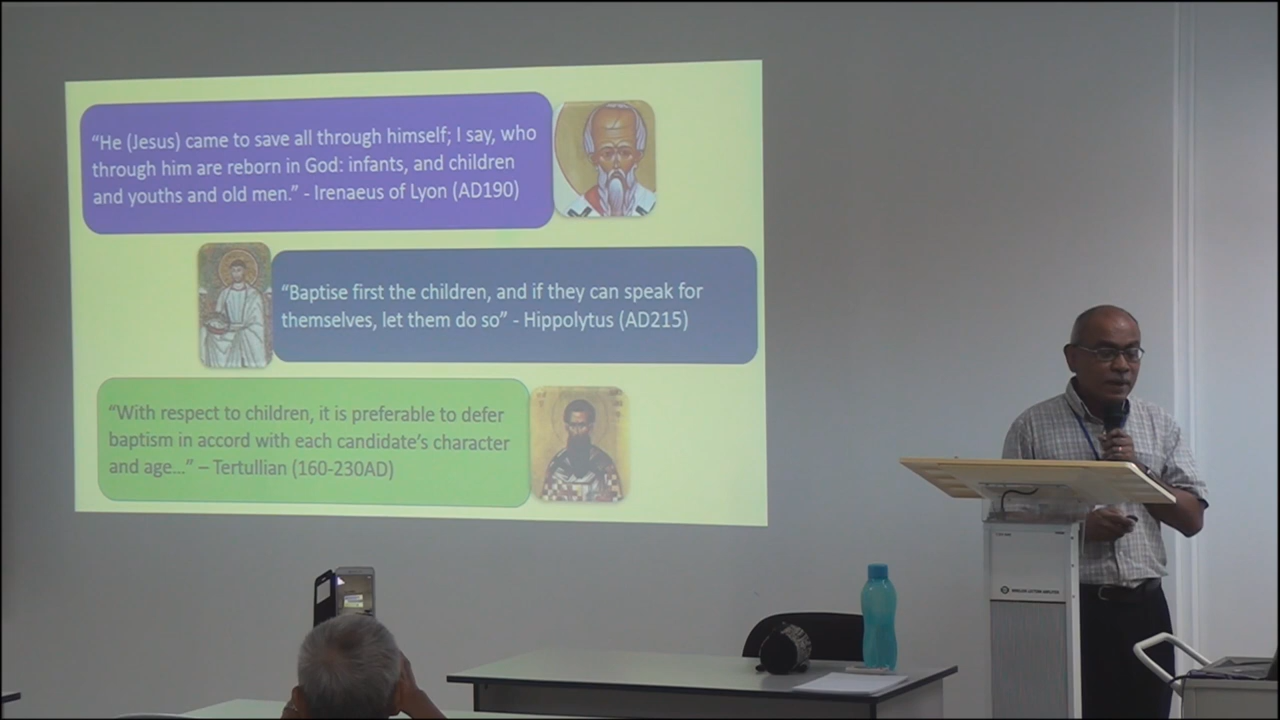 “He (Jesus) came to save all through himself; I say, who
through him are reborn in God: infants, and children
and youths and old men.” - Irenaeus of Lyon (AD190)
“Baptise first the children, and if they can speak for
themselves, let them do so” - Hippolytus (AD215)
“With respect to children, it is preferable to defer
baptism in accord with each candidate’s character
and age…” – Tertullian (160-230AD)